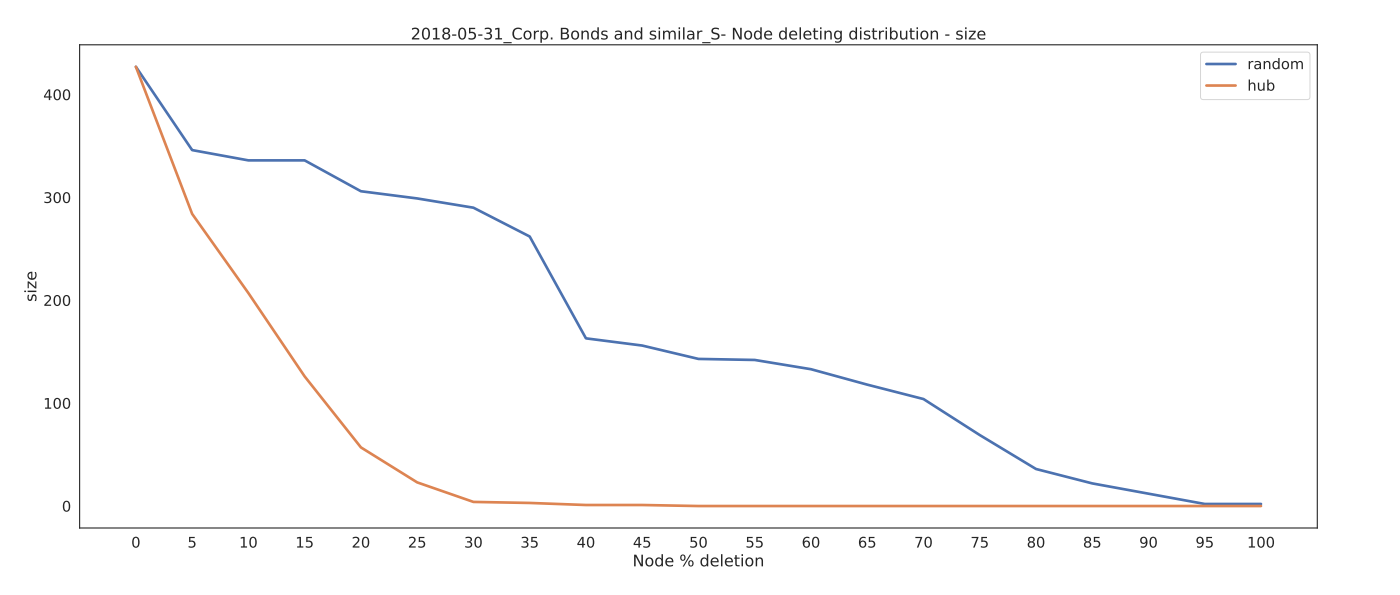 2018-05-31_Corp. Bonds and similar_S- Node deleting distribution - size
random
hub
size
400
300
200
100
0
0 5 10 15 20 25 30 35 40 45 50 55 60 65 70 75 80 85 90 95 100
Node % deletion